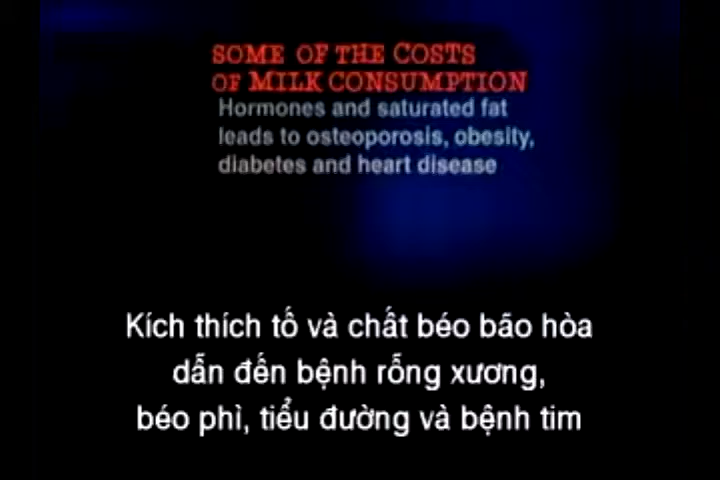 SOME OF THE COSTS
OF MILK CONSUMPTION
Hormones and saturated fat
leads to osteoporosis, obesity,
diabetes and heart disease
Kích thích tố và chất béo bão hòa
dẫn đến bệnh rỗng xương,
béo phì, tiểu đường và bệnh tim